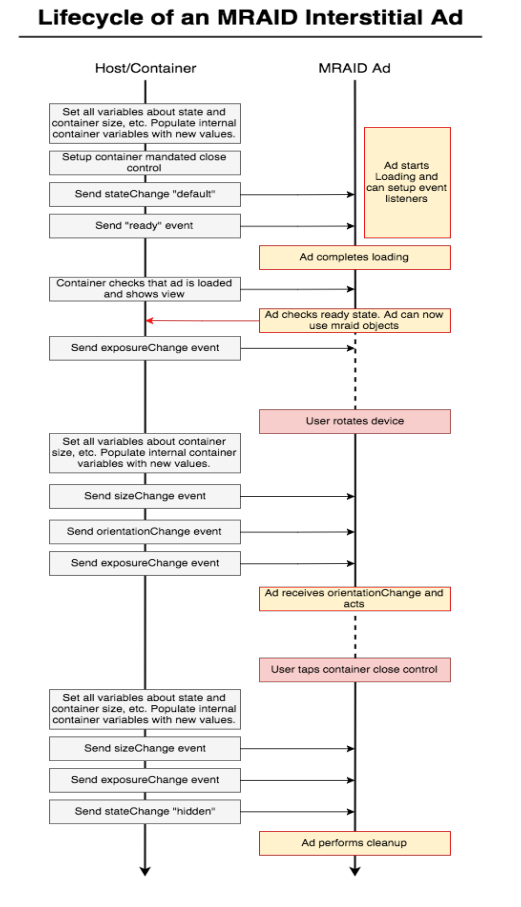 Lifecycle of an MRAID Interstitial Ad
Host/Container
MRAID Ad
Set all variables about state and
container size, etc. Populate internal
container variables with new values.
Ad starts
Loading and
can setup event
listeners
Setup container mandated close
control
Send stateChange "default"
Send "ready" event
Ad completes loading
Container checks that ad is loaded
and shows view
Ad checks ready state. Ad can now
use mraid objects
Send exposureChange event
User rotates device
Set all variables about container
size, etc. Populate internal container
variables with new values.
Send sizeChange event
Send orientationChange event
Send exposureChange event
Ad receives orientationChange and
acts
User taps container close control
Set all variables about state and
container size, etc. Populate internal
container variables with new values.
Send sizeChange event
Send exposureChange event
Send stateChange "hidden"
Ad performs cleanup